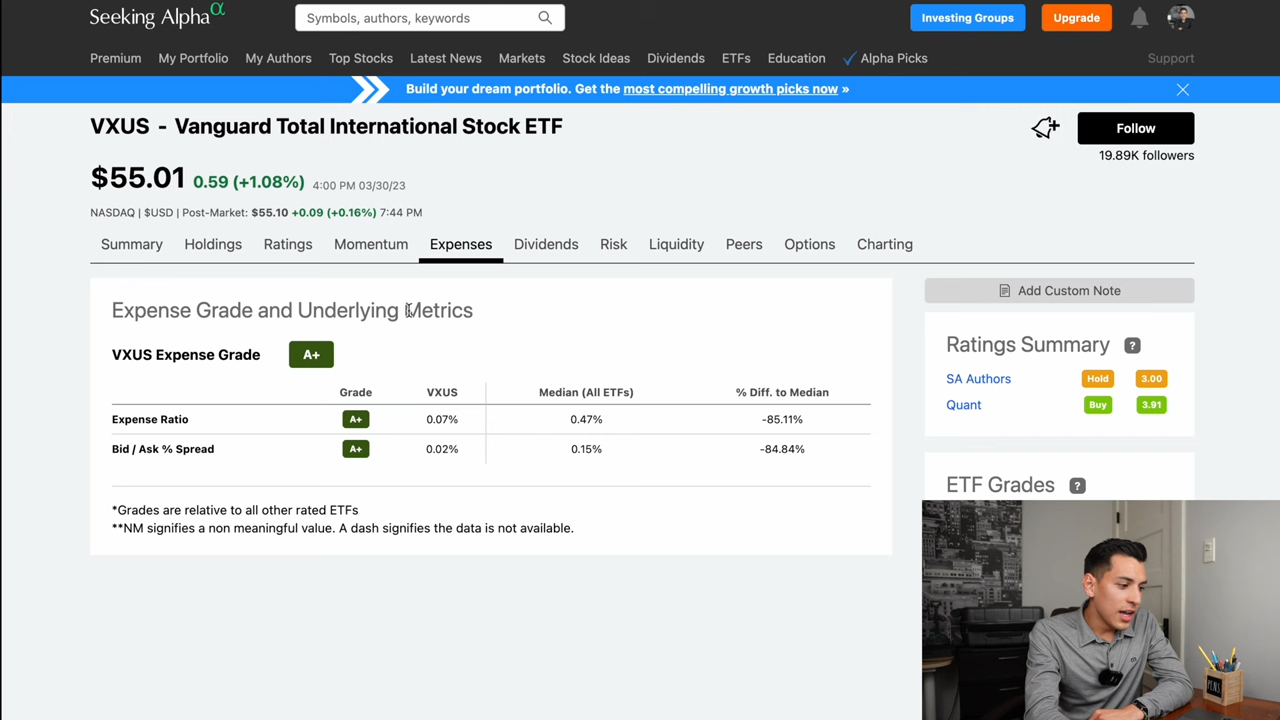 Seeking Alpha α
Symbols, authors, keywords
Investing Groups
Upgrade
Premium My Portfolio My Authors Top Stocks Latest News Markets Stock Ideas Dividends ETFs Education Alpha Picks Support
Build your dream portfolio. Get the most compelling growth picks now »
VXUS - Vanguard Total International Stock ETF
Follow
19.89K followers
$55.01 0.59 (+1.08%) 4:00 PM 03/30/23
NASDAQ | $USD | Post-Market: $55.10 +0.09 (+0.16%) 7:44 PM
Summary Holdings Ratings Momentum Expenses Dividends Risk Liquidity Peers Options Charting
Expense Grade and Underlying Metrics
VXUS Expense Grade A+
Grade VXUS Median (All ETFs) % Diff. to Median
Expense Ratio A+ 0.07% 0.47% -85.11%
Bid / Ask % Spread A+ 0.02% 0.15% -84.84%
*Grades are relative to all other rated ETFs
**NM signifies a non meaningful value. A dash signifies the data is not available.
Add Custom Note
Ratings Summary ?
SA Authors Hold 3.00
Quant Buy 3.91
ETF Grades ?
PENS